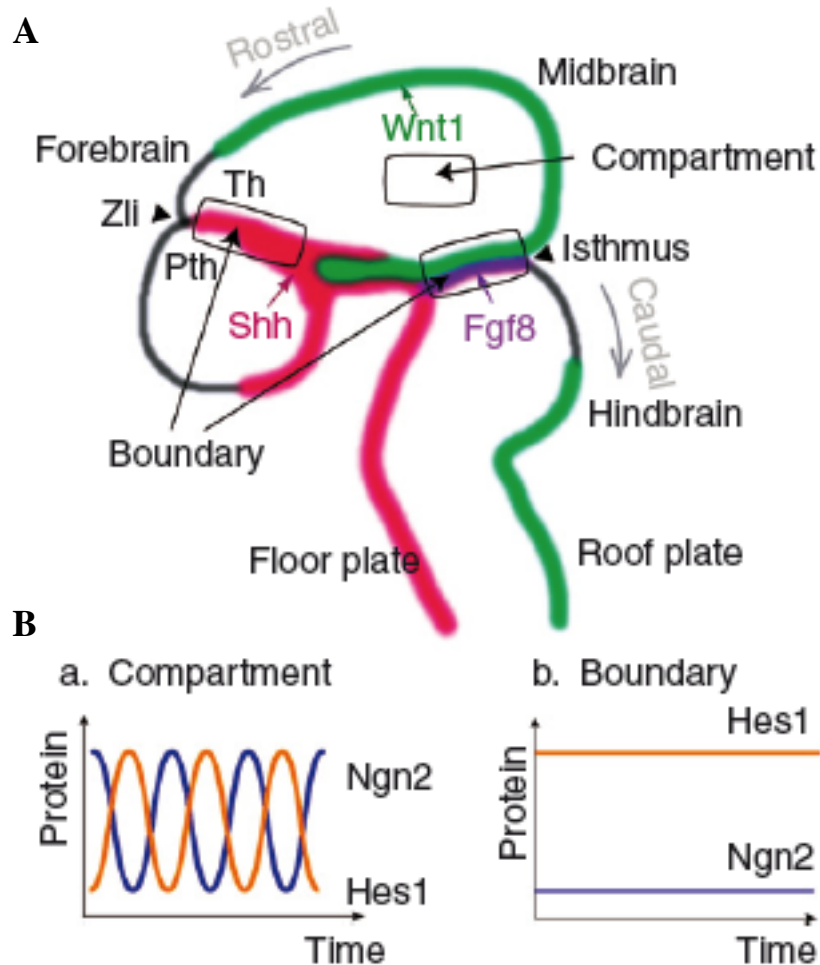 A
Rostral
Midbrain
Wnt1
Forebrain
Compartment
Th
Zli
Isthmus
Pth
Shh
Fgf8
Caudal
Hindbrain
Boundary
Floor plate
Roof plate
B
a. Compartment
b. Boundary
Protein
Ngn2
Hes1
Time
Protein
Hes1
Ngn2
Time